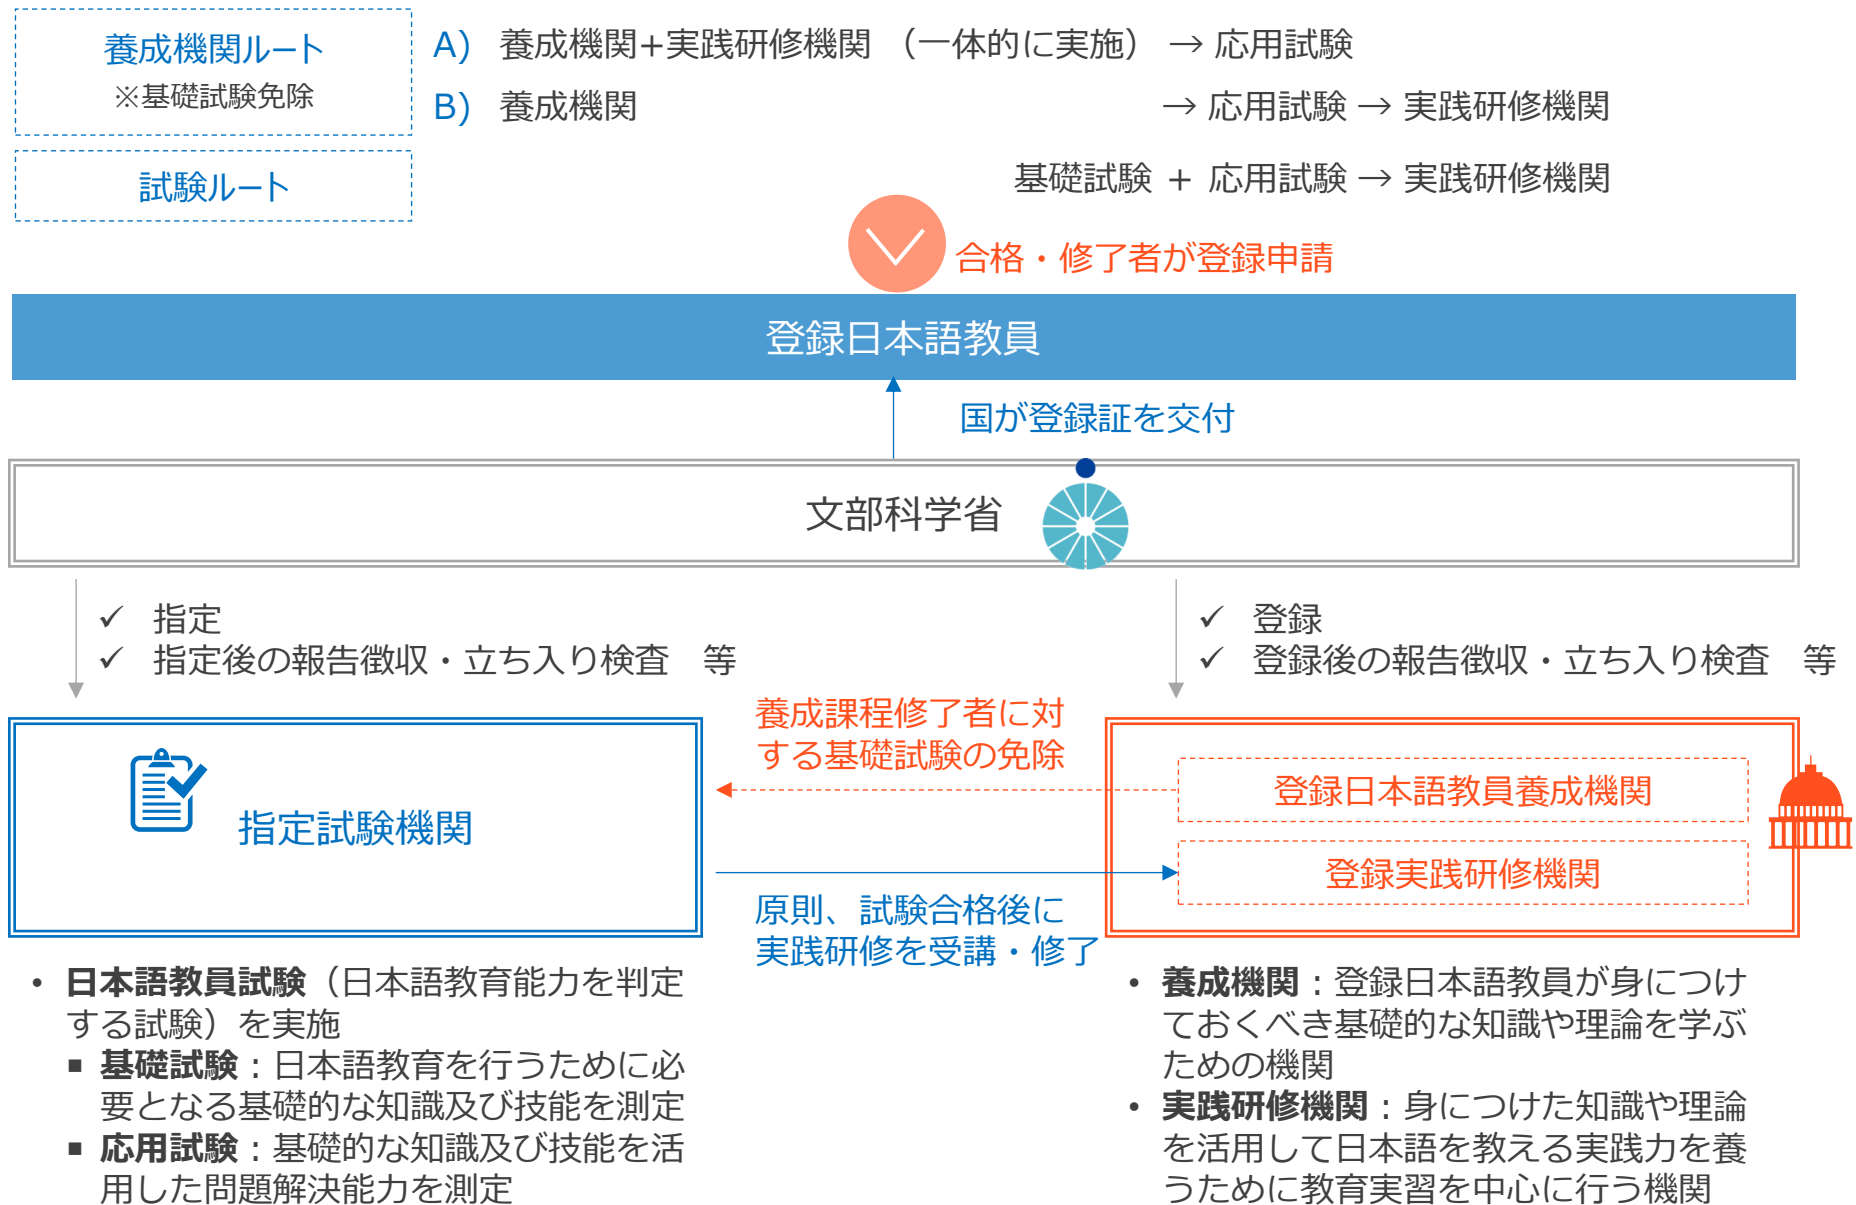 養成機関ルート
※基礎試験免除
A) 養成機関+実践研修機関 （一体的に実施） → 応用試験
B) 養成機関 → 応用試験 → 実践研修機関
試験ルート
基礎試験 + 応用試験 → 実践研修機関
合格・修了者が登録申請
登録日本語教員
国が登録証を交付
文部科学省
✓ 指定
✓ 指定後の報告徴収・立ち入り検査 等
✓ 登録
✓ 登録後の報告徴収・立ち入り検査 等
養成課程修了者に対
する基礎試験の免除
指定試験機関
登録日本語教員養成機関
登録実践研修機関
原則、試験合格後に
実践研修を受講・修了
• 日本語教員試験（日本語教育能力を判定
する試験）を実施
▪ 基礎試験：日本語教育を行うために必
要となる基礎的な知識及び技能を測定
▪ 応用試験：基礎的な知識及び技能を活
用した問題解決能力を測定
• 養成機関：登録日本語教員が身につけ
ておくべき基礎的な知識や理論を学ぶ
ための機関
• 実践研修機関：身につけた知識や理論
を活用して日本語を教える実践力を養
うために教育実習を中心に行う機関